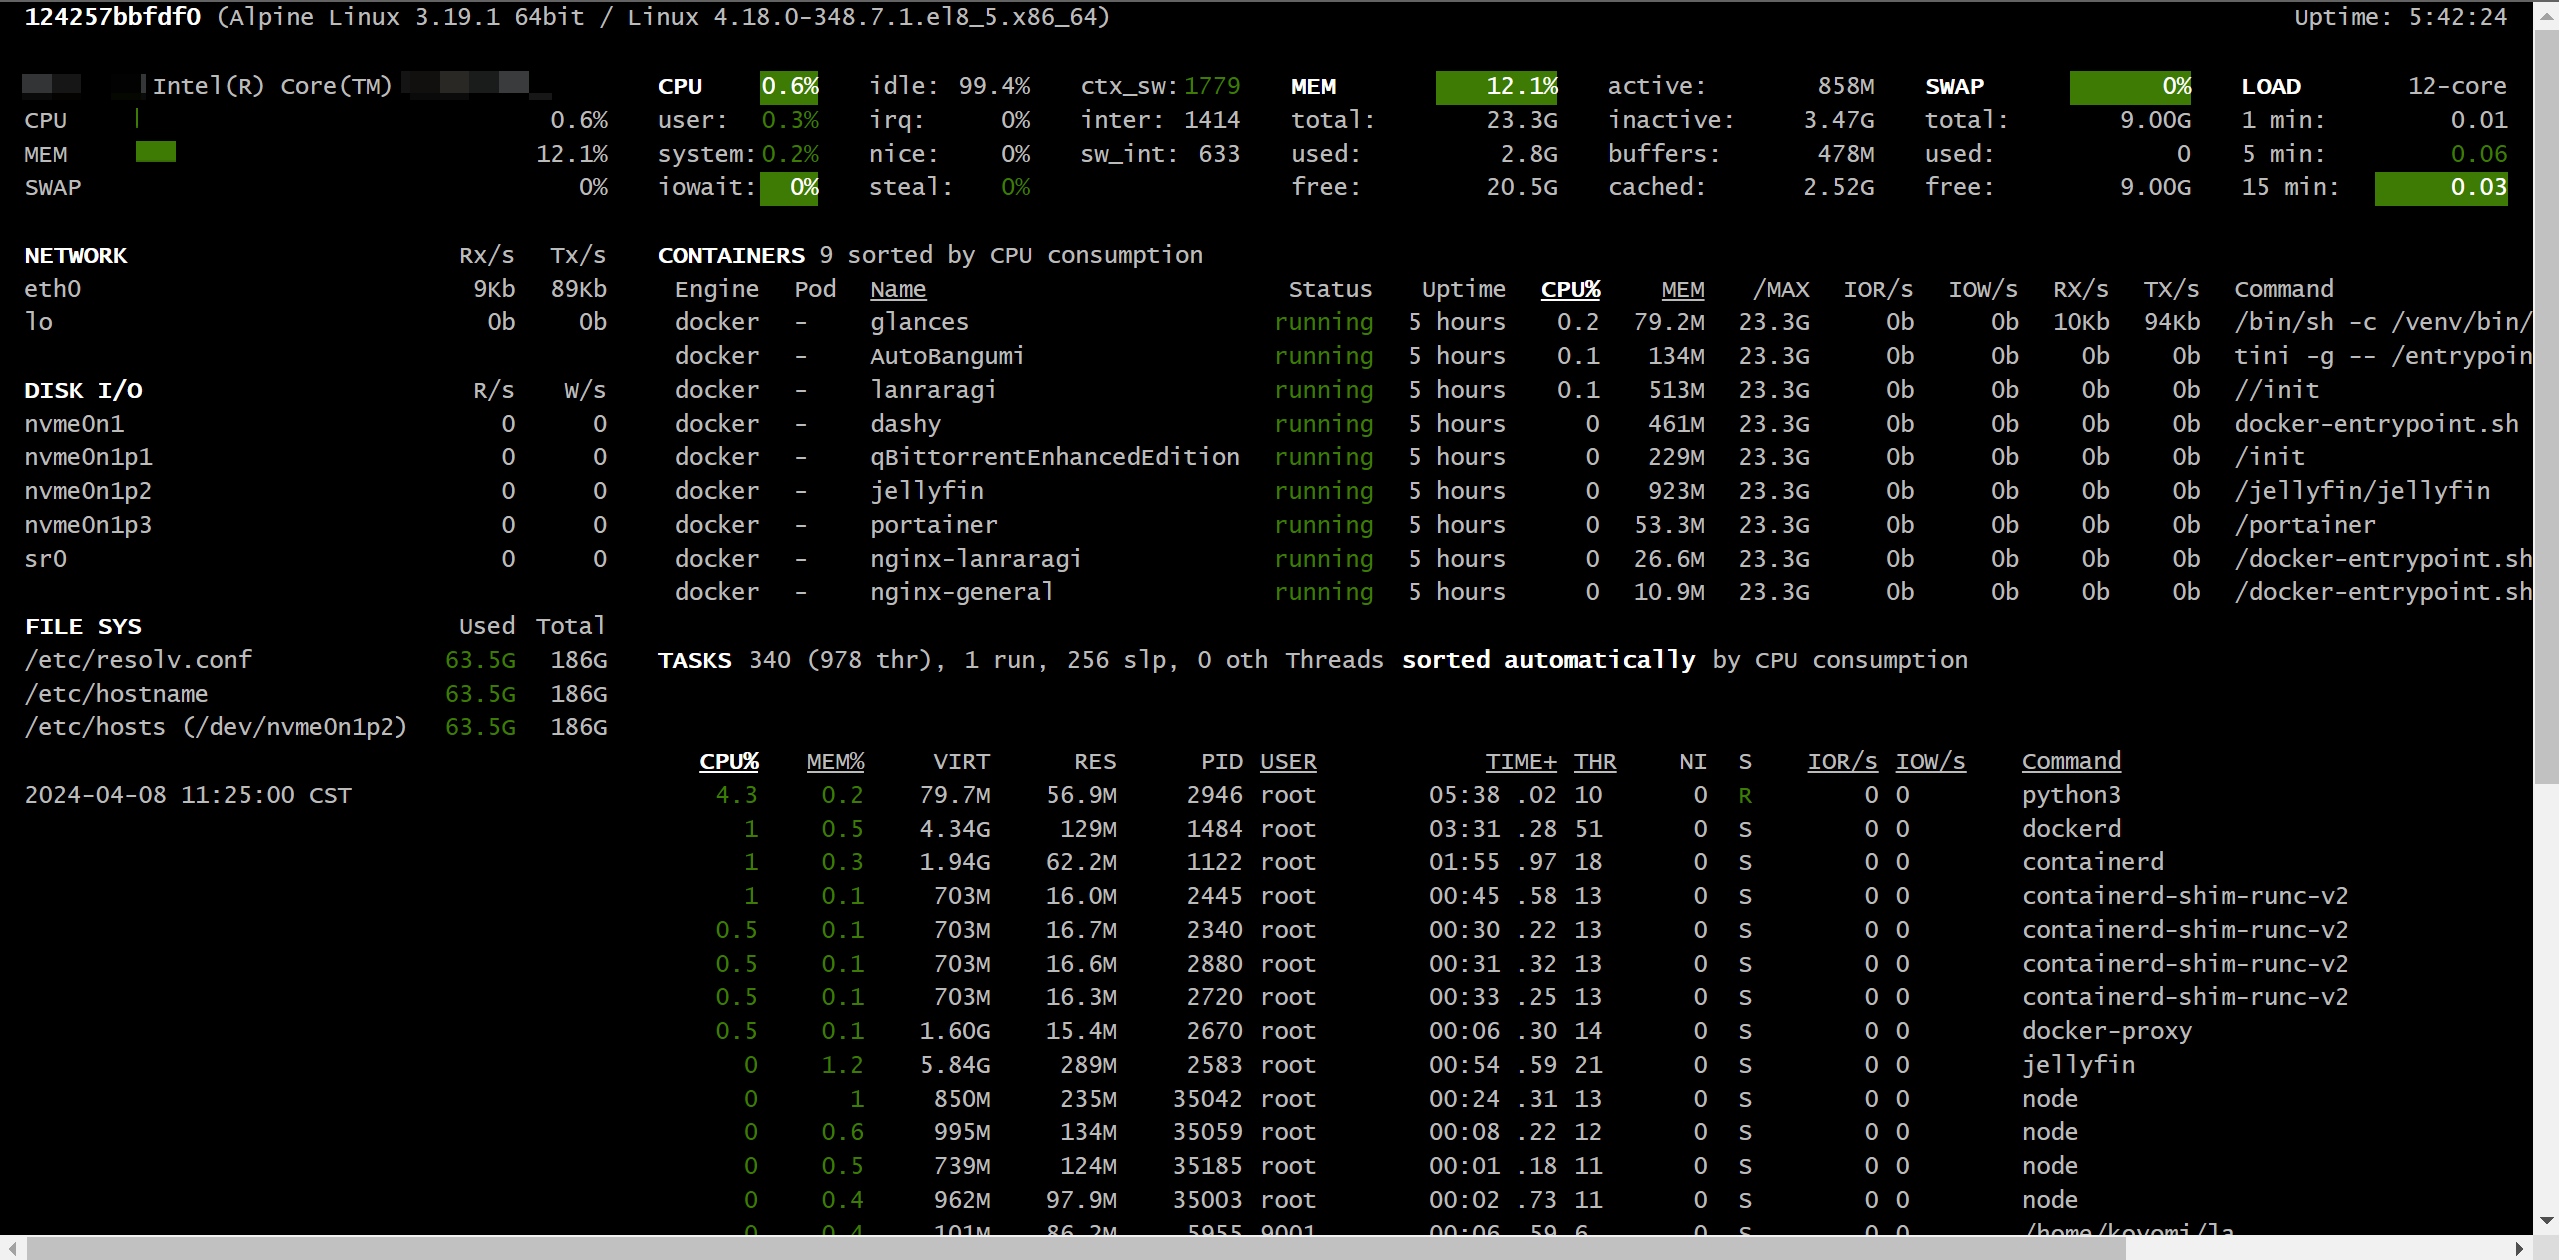 124257bbfdf0 (Alpine Linux 3.19.1 64bit / Linux 4.18.0-348.7.1.el8_5.x86_64) Uptime: 5:42:24
Intel(R) Core(TM) CPU 0.6% idle: 99.4% ctx_sw: 1779 MEM 12.1% active: 858M SWAP 0% LOAD 12-core
CPU 0.6% user: 0.3% irq: 0% inter: 1414 total: 23.3G inactive: 3.47G total: 9.00G 1 min: 0.01
MEM 12.1% system: 0.2% nice: 0% sw_int: 633 used: 2.8G buffers: 478M used: 0 5 min: 0.06
SWAP 0% iowait: 0% steal: 0% free: 20.5G cached: 2.52G free: 9.00G 15 min: 0.03
NETWORK Rx/s Tx/s
eth0 9Kb 89Kb
lo 0b 0b
DISK I/O R/s W/s
nvme0n1 0 0
nvme0n1p1 0 0
nvme0n1p2 0 0
nvme0n1p3 0 0
sr0 0 0
FILE SYS Used Total
/etc/resolv.conf 63.5G 186G
/etc/hostname 63.5G 186G
/etc/hosts (/dev/nvme0n1p2) 63.5G 186G
2024-04-08 11:25:00 CST
CONTAINERS 9 sorted by CPU consumption
Engine Pod Name Status Uptime CPU% MEM /MAX IOR/s IOW/s RX/s TX/s Command
docker - glances running 5 hours 0.2 79.2M 23.3G 0b 0b 10Kb 94Kb /bin/sh -c /venv/bin/
docker - AutoBangumi running 5 hours 0.1 134M 23.3G 0b 0b 0b 0b tini -g -- /entrypoin
docker - lanraragi running 5 hours 0.1 513M 23.3G 0b 0b 0b 0b //init
docker - dashy running 5 hours 0 461M 23.3G 0b 0b 0b 0b docker-entrypoint.sh
docker - qBittorrentEnhancedEdition running 5 hours 0 229M 23.3G 0b 0b 0b 0b /init
docker - jellyfin running 5 hours 0 923M 23.3G 0b 0b 0b 0b /jellyfin/jellyfin
docker - portainer running 5 hours 0 53.3M 23.3G 0b 0b 0b 0b /portainer
docker - nginx-lanraragi running 5 hours 0 26.6M 23.3G 0b 0b 0b 0b /docker-entrypoint.sh
docker - nginx-general running 5 hours 0 10.9M 23.3G 0b 0b 0b 0b /docker-entrypoint.sh
TASKS 340 (978 thr), 1 run, 256 slp, 0 oth Threads sorted automatically by CPU consumption
CPU% MEM% VIRT RES PID USER TIME+ THR NI S IOR/s IOW/s Command
4.3 0.2 79.7M 56.9M 2946 root 05:38 .02 10 0 R 0 0 python3
1 0.5 4.34G 129M 1484 root 03:31 .28 51 0 S 0 0 dockerd
1 0.3 1.94G 62.2M 1122 root 01:55 .97 18 0 S 0 0 containerd
1 0.1 703M 16.0M 2445 root 00:45 .58 13 0 S 0 0 containerd-shim-runc-v2
0.5 0.1 703M 16.7M 2340 root 00:30 .22 13 0 S 0 0 containerd-shim-runc-v2
0.5 0.1 703M 16.6M 2880 root 00:31 .32 13 0 S 0 0 containerd-shim-runc-v2
0.5 0.1 703M 16.3M 2720 root 00:33 .25 13 0 S 0 0 containerd-shim-runc-v2
0.5 0.1 1.60G 15.4M 2670 root 00:06 .30 14 0 S 0 0 docker-proxy
0 1.2 5.84G 289M 2583 root 00:54 .59 21 0 S 0 0 jellyfin
0 1 850M 235M 35042 root 00:24 .31 13 0 S 0 0 node
0 0.6 995M 134M 35059 root 00:08 .22 12 0 S 0 0 node
0 0.5 739M 124M 35185 root 00:01 .18 11 0 S 0 0 node
0 0.4 962M 97.9M 35003 root 00:02 .73 11 0 S 0 0 node
0 0.4 101M 86.2M 5955 9001 00:06 .59 6 0 S 0 0 /home/koyomi/la